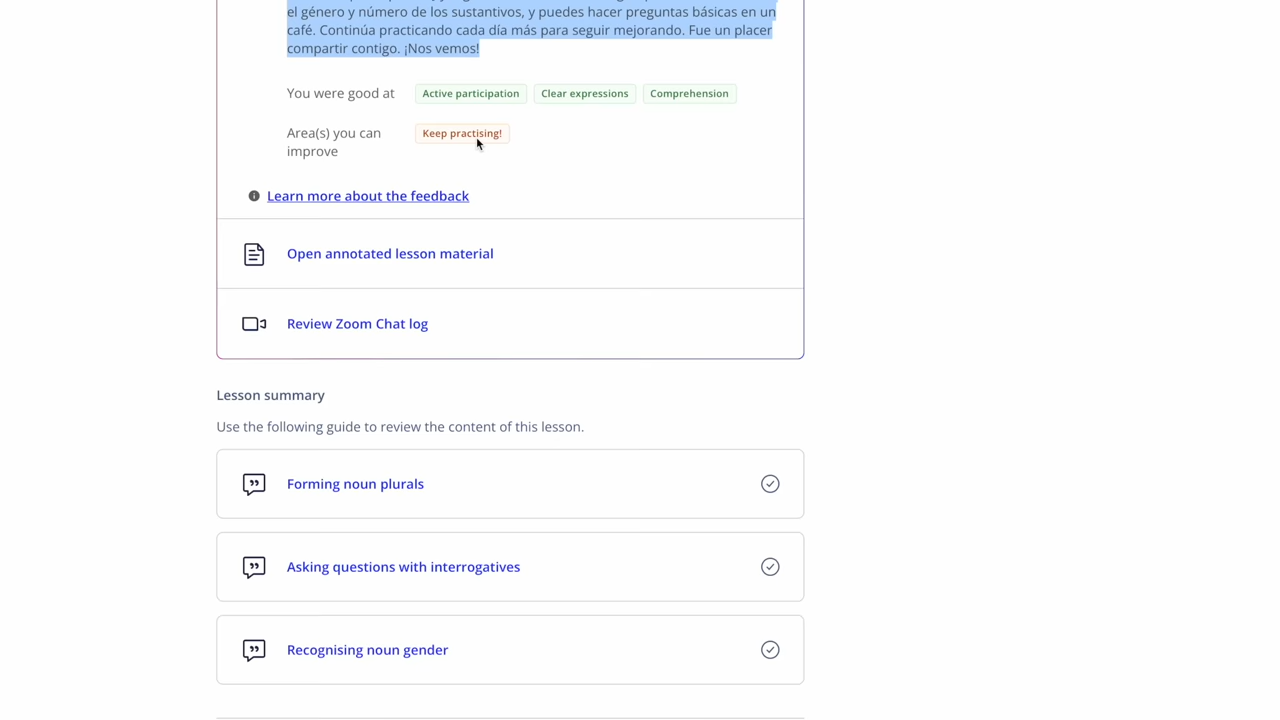 el género y número de los sustantivos, y puedes hacer preguntas básicas en un
café. Continúa practicando cada día más para seguir mejorando. Fue un placer
compartir contigo. ¡Nos vemos!
You were good at
Active participation
Clear expressions
Comprehension
Area(s) you can
improve
Keep practising!
Learn more about the feedback
Open annotated lesson material
Review Zoom Chat log
Lesson summary
Use the following guide to review the content of this lesson.
Forming noun plurals
Asking questions with interrogatives
Recognising noun gender